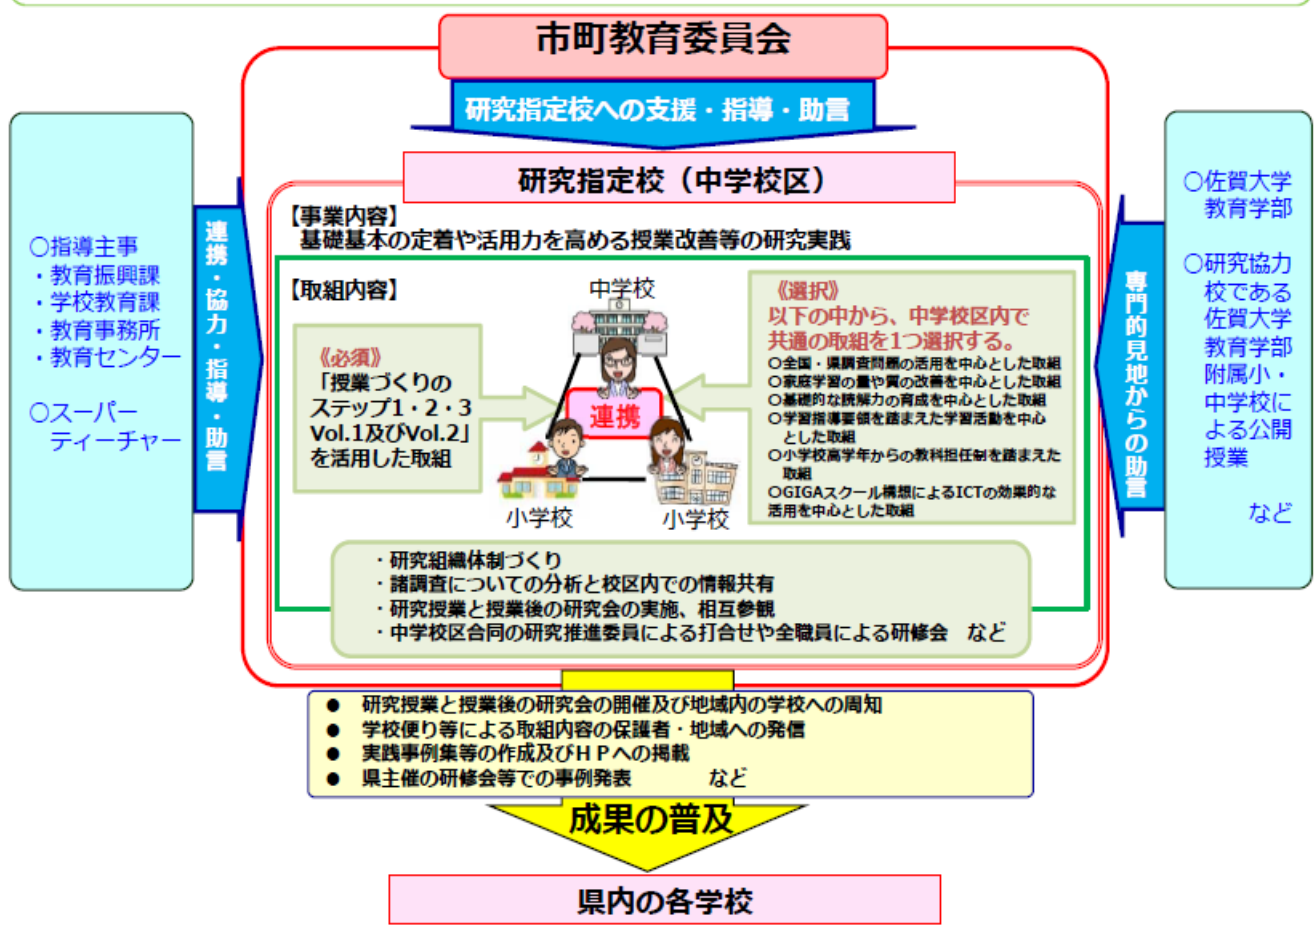 市町教育委員会
研究指定校への支援・指導・助言
研究指定校（中学校区）
【事業内容】
基礎基本の定着や活用力を高める授業改善等の研究実践
○指導主事
・教育振興課
・学校教育課
・教育事務所
・教育センター
○スーパー
ティーチャー
連携・協力・指導・助言
【取組内容】
《必須》
「授業づくりの
ステップ1・2・3
Vol.1及びVol.2」
を活用した取組
中学校
連携
小学校
小学校
《選択》
以下の中から、中学校区内で
共通の取組を1つ選択する。
○全国・県調査問題の活用を中心とした取組
○家庭学習の量や質の改善を中心とした取組
○基礎的な読解力の育成を中心とした取組
○学習指導要領を踏まえた学習活動を中心
とした取組
○小学校高学年からの教科担任制を踏まえた
取組
○GIGAスクール構想によるICTの効果的な
活用を中心とした取組
専門的見地からの助言
○佐賀大学
教育学部
○研究協力
校である
佐賀大学
教育学部
附属小・
中学校に
よる公開
授業
など
・研究組織体制づくり
・諸調査についての分析と校区内での情報共有
・研究授業と授業後の研究会の実施、相互参観
・中学校区合同の研究推進委員による打合せや全職員による研修会　など
● 研究授業と授業後の研究会の開催及び地域内の学校への周知
● 学校便り等による取組内容の保護者・地域への発信
● 実践事例集等の作成及びＨＰへの掲載
● 県主催の研修会等での事例発表　　　など
成果の普及
県内の各学校